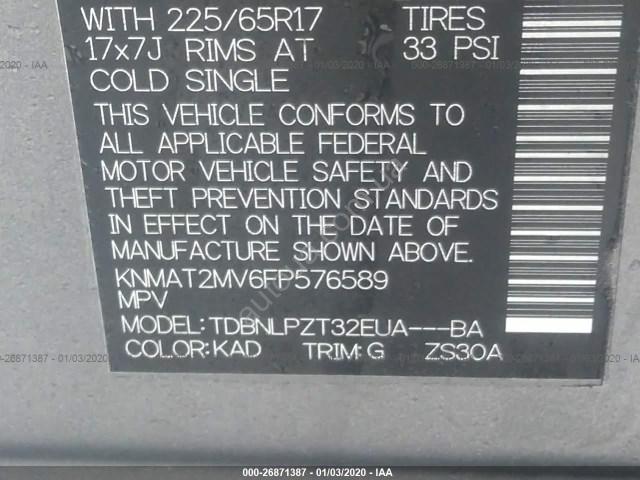 WITH 225/65R17 TIRES
17x7J RIMS AT 33 PSI
COLD SINGLE
THIS VEHICLE CONFORMS TO
ALL APPLICABLE FEDERAL
MOTOR VEHICLE SAFETY AND
THEFT PREVENTION STANDARDS
IN EFFECT ON THE DATE OF
MANUFACTURE SHOWN ABOVE.
KNMAT2MV6FP576589
MPV
MODEL:TDBNLPZT32EUA---BA
COLOR:KAD TRIM:G ZS30A
000-26871387 - 01/03/2020 - IAA